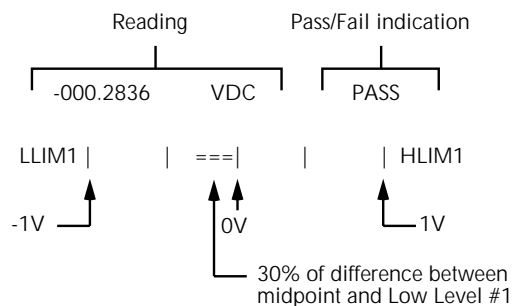 Reading Pass/Fail indication
-000.2836 VDC PASS
LLIM1 | | ===| | | HLIM1
-1V 0V 1V
30% of difference between
midpoint and Low Level #1